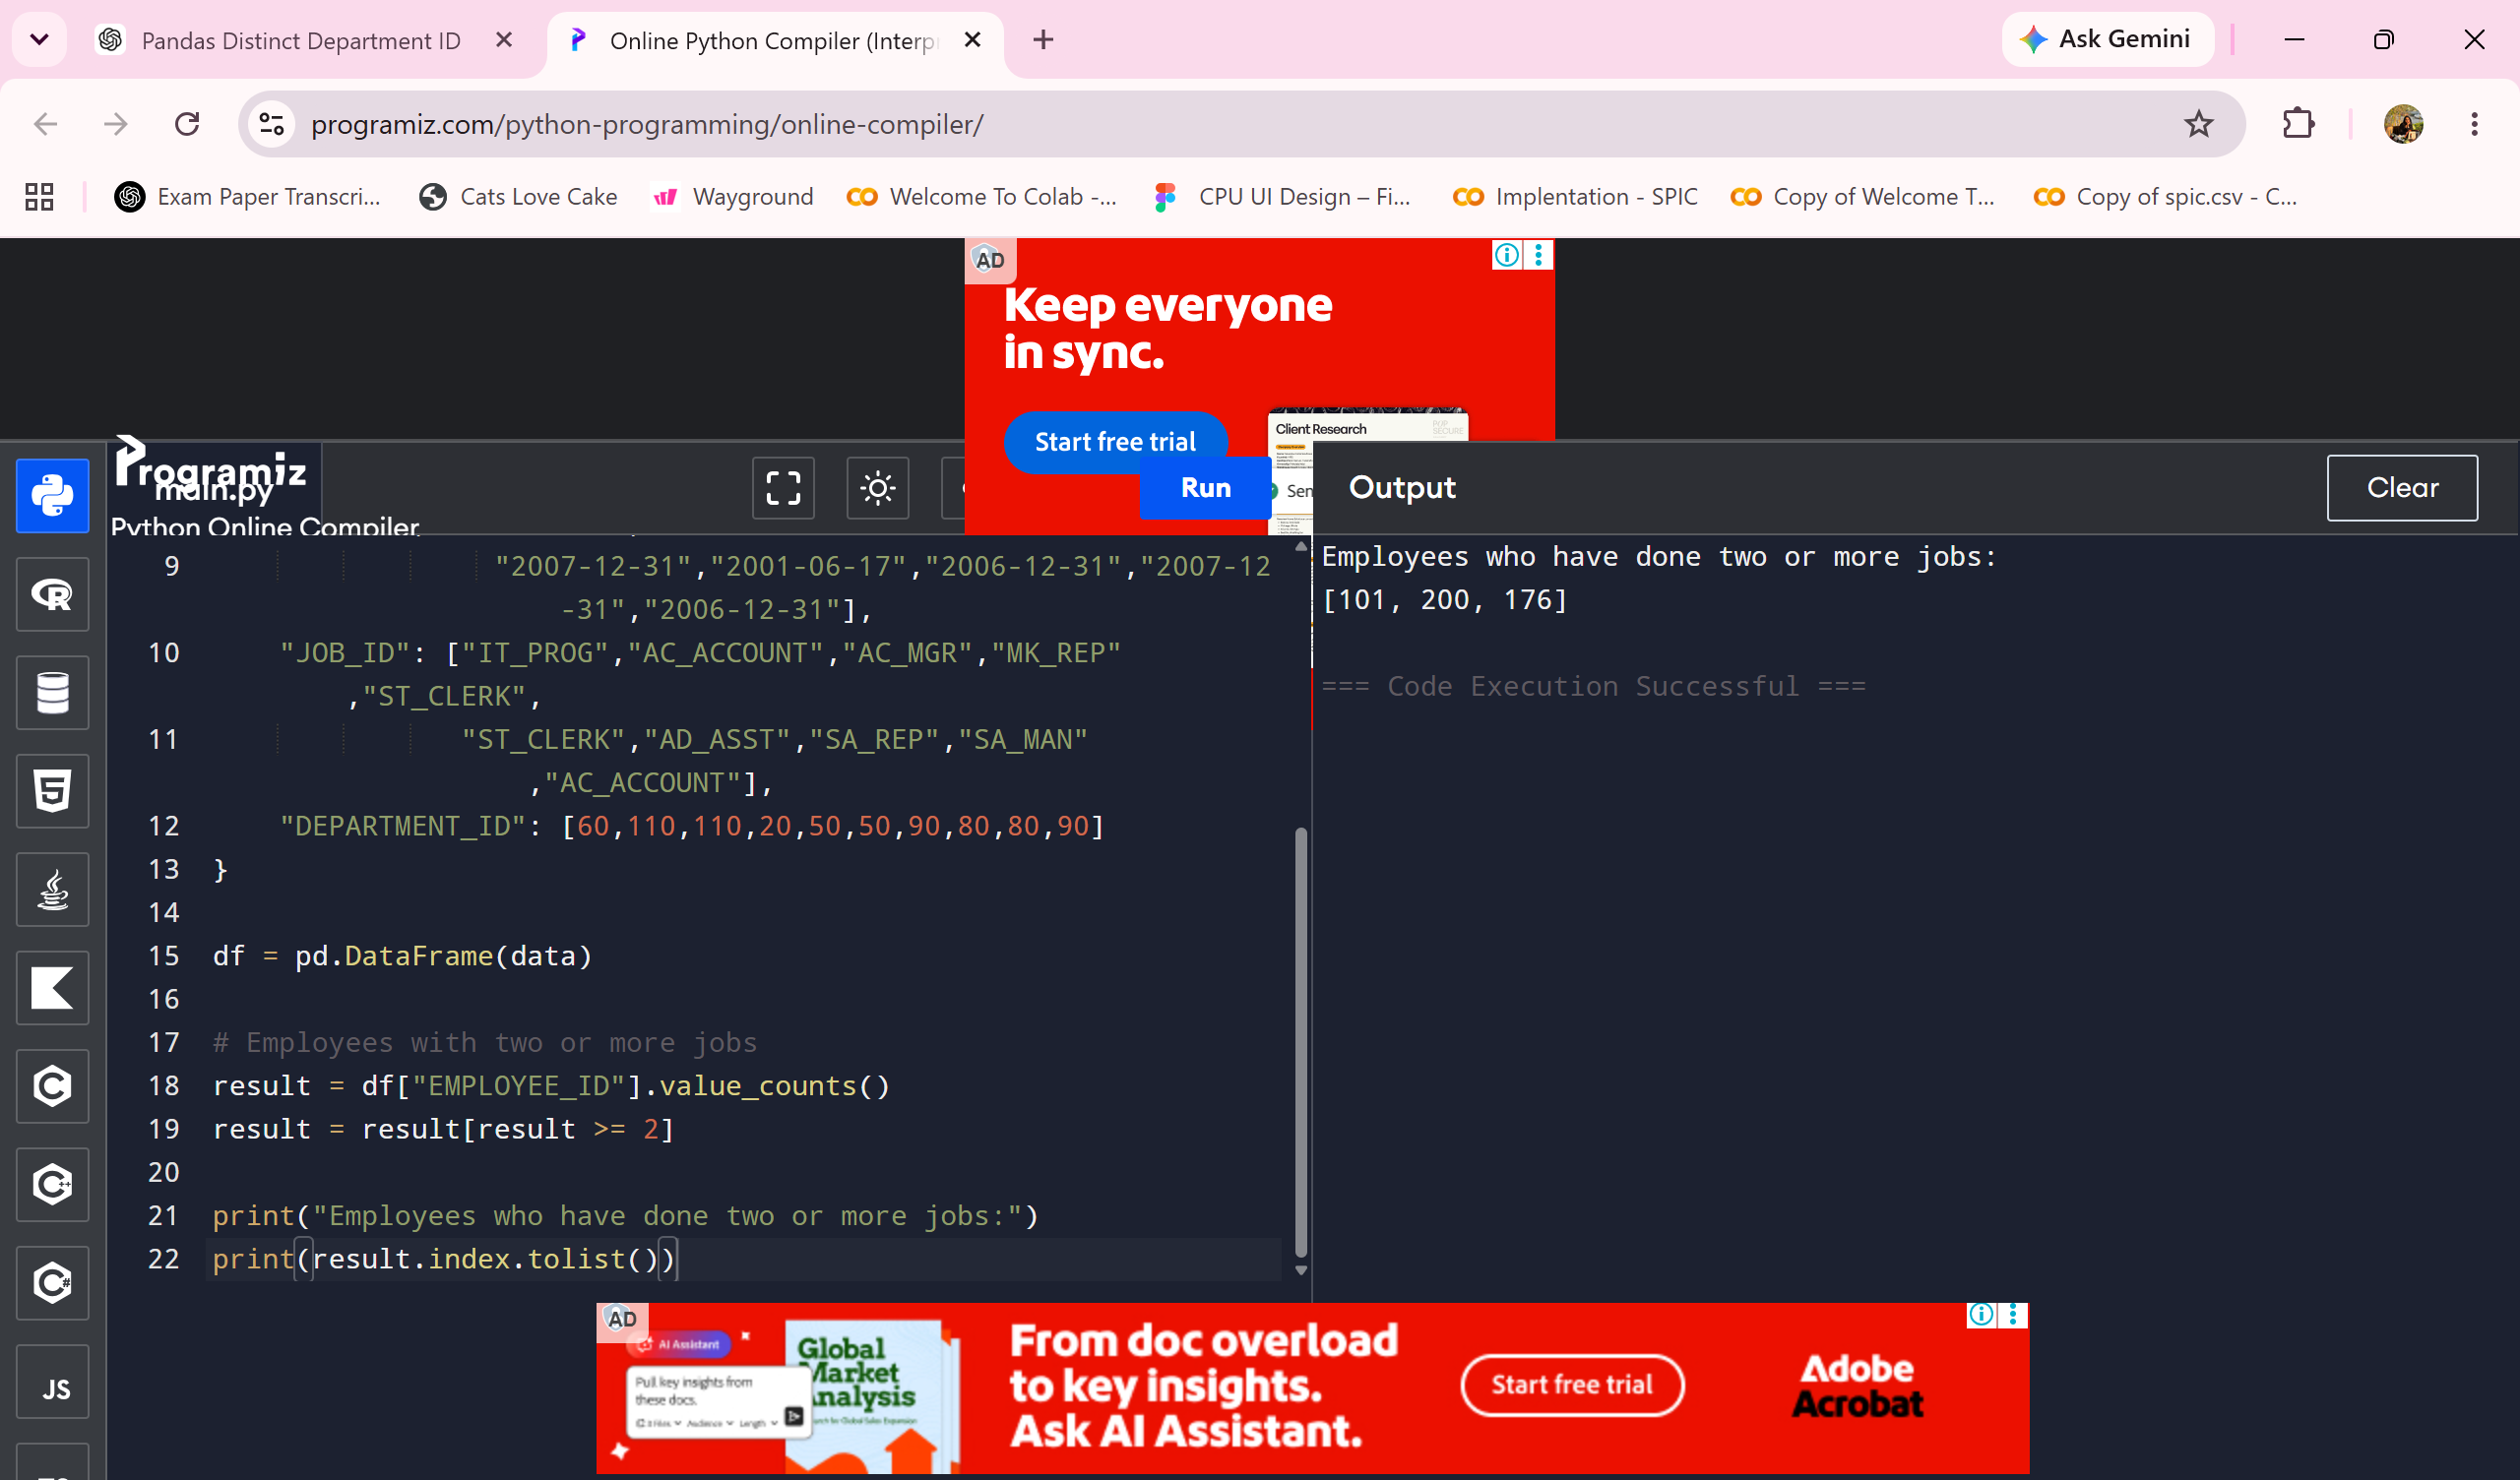 Pandas Distinct Department ID
Online Python Compiler (Interp
Ask Gemini
programiz.com/python-programming/online-compiler/
Exam Paper Transcri...
Cats Love Cake
Wayground
Welcome To Colab -...
CPU UI Design – Fi...
Implentation - SPIC
Copy of Welcome T...
Copy of spic.csv - C...
AD
Keep everyone
in sync.
Start free trial
Client Research
Sen
Programiz
main.py
Python Online Compiler
Run
Output
Clear
9 "2007-12-31","2001-06-17","2006-12-31","2007-12
-31","2006-12-31"],
10 "JOB_ID": ["IT_PROG","AC_ACCOUNT","AC_MGR","MK_REP"
,"ST_CLERK",
11 "ST_CLERK","AD_ASST","SA_REP","SA_MAN"
,"AC_ACCOUNT"],
12 "DEPARTMENT_ID": [60,110,110,20,50,50,90,80,80,90]
13 }
14
15 df = pd.DataFrame(data)
16
17 # Employees with two or more jobs
18 result = df["EMPLOYEE_ID"].value_counts()
19 result = result[result >= 2]
20
21 print("Employees who have done two or more jobs:")
22 print(result.index.tolist())
Employees who have done two or more jobs:
[101, 200, 176]
=== Code Execution Successful ===
JS
AD
AI Assistant
Pull key insights from
these docs.
Audience
Length
Global
Market
Analysis
From doc overload
to key insights.
Ask AI Assistant.
Start free trial
Adobe
Acrobat